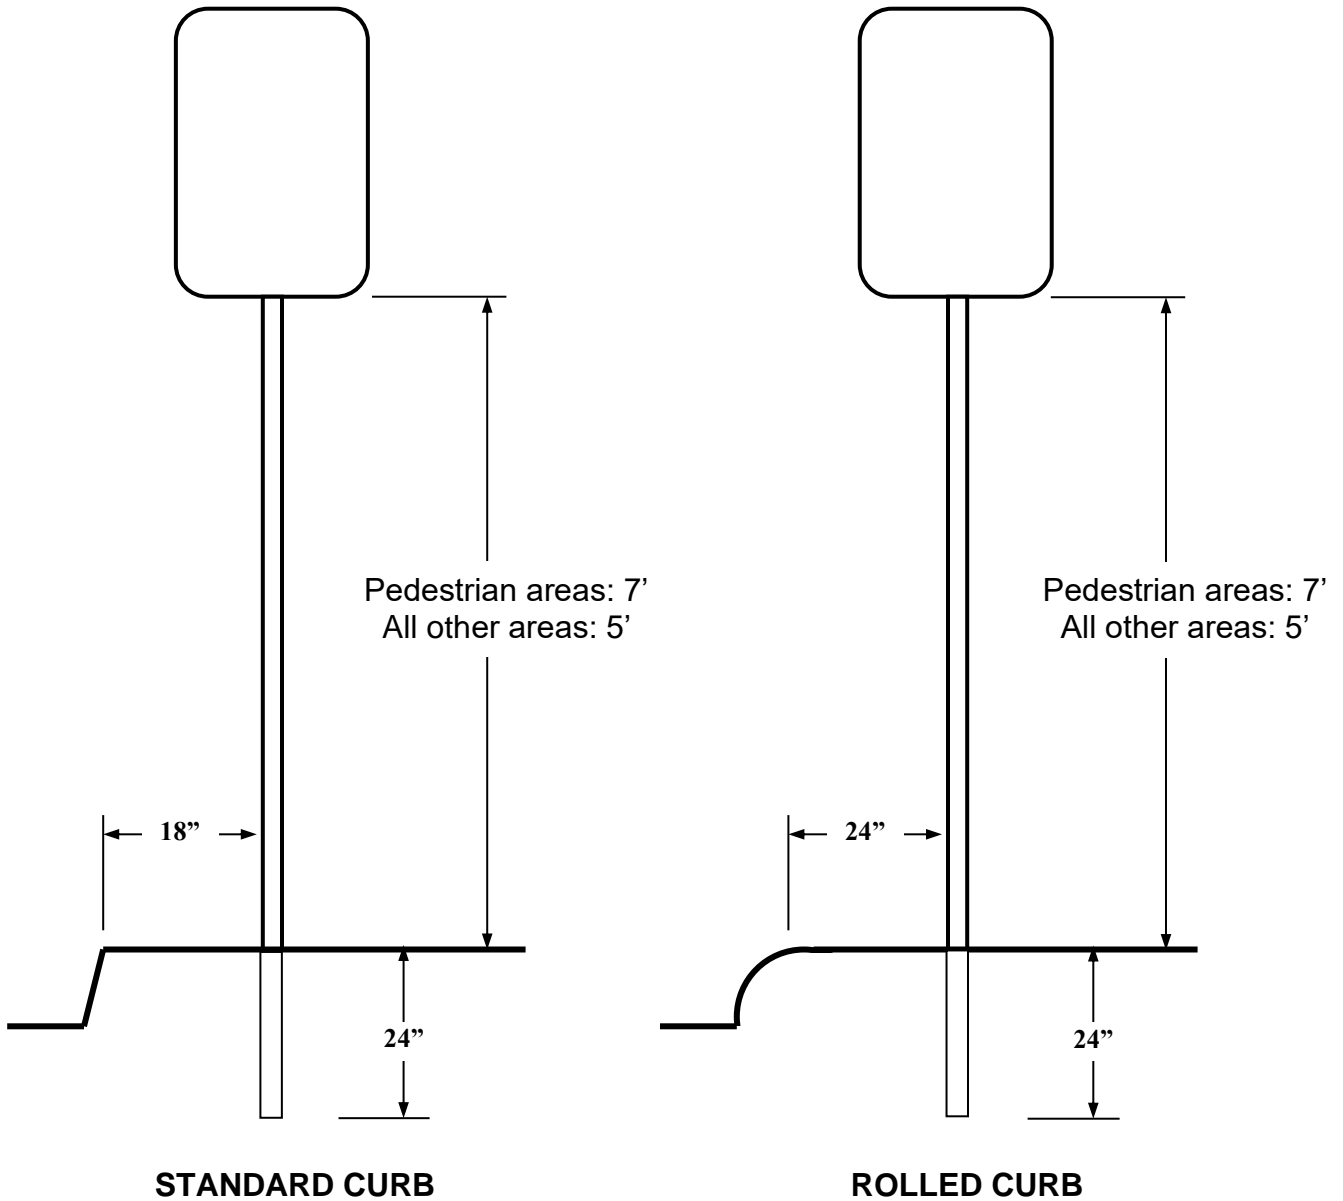 Pedestrian areas: 7’
All other areas: 5’
18”
24”
STANDARD CURB
Pedestrian areas: 7’
All other areas: 5’
24”
24”
ROLLED CURB